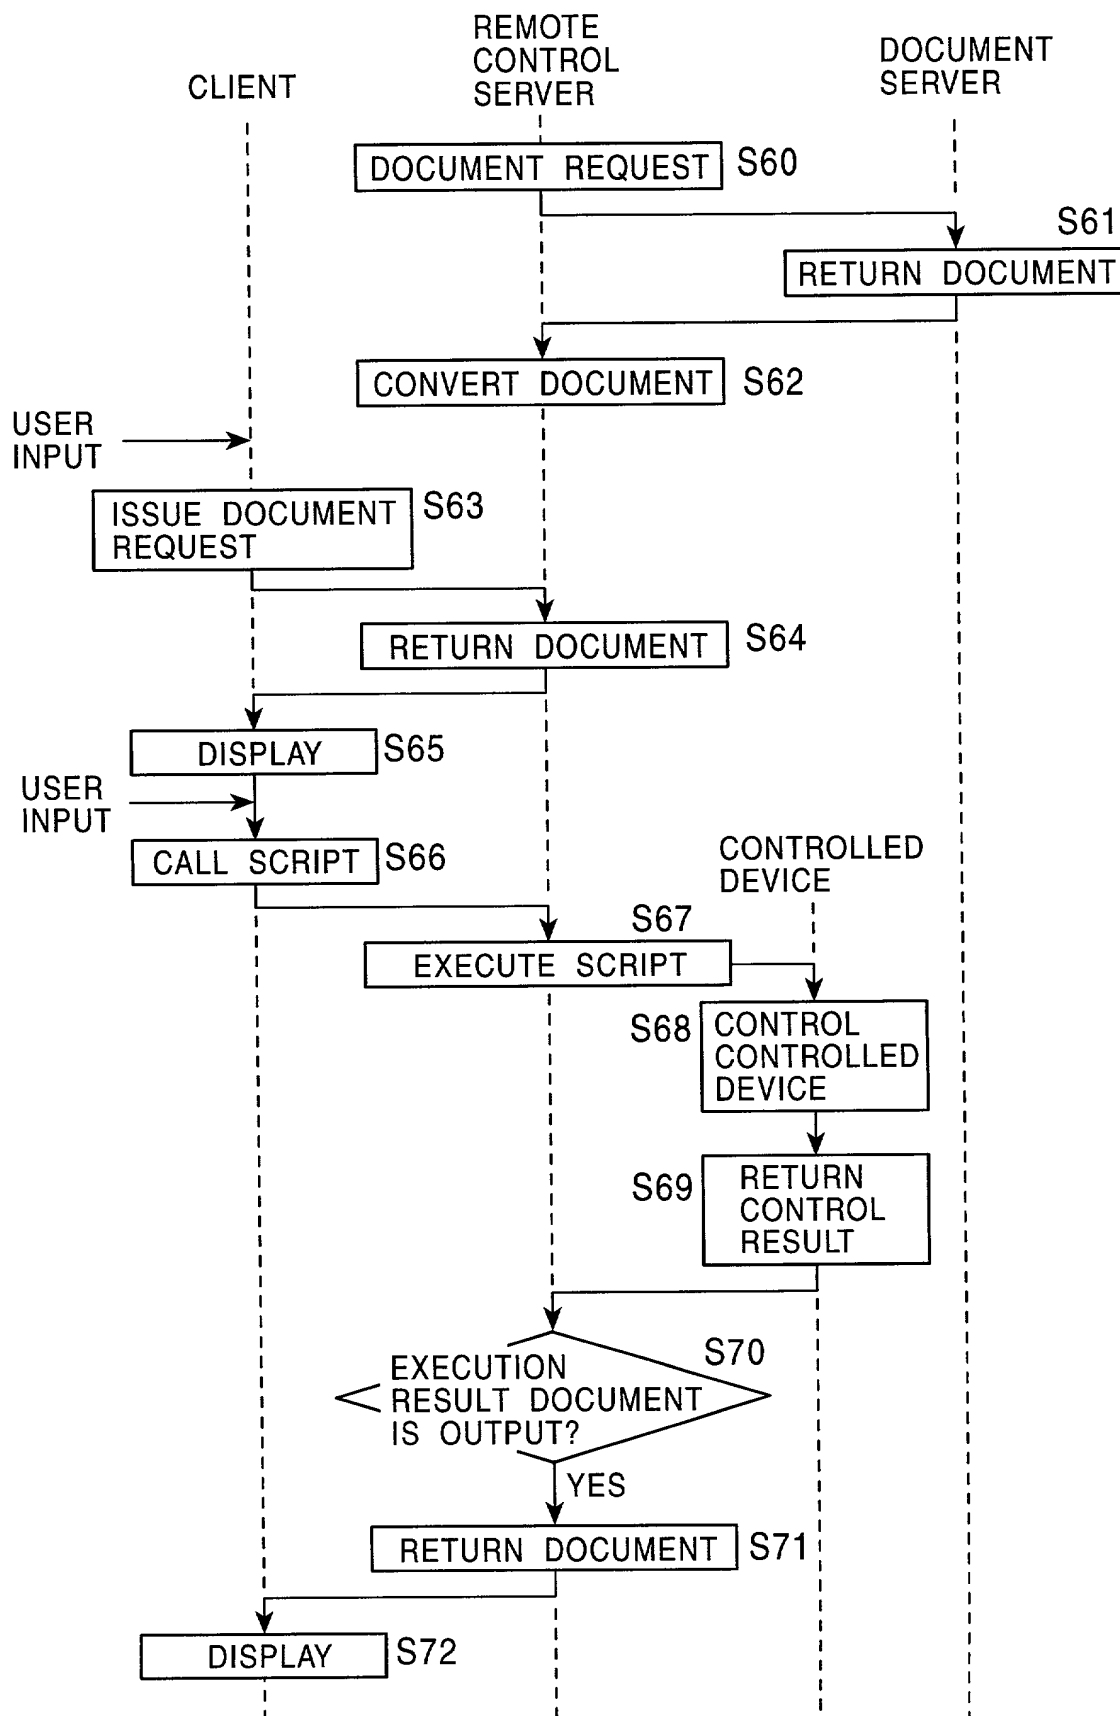 REMOTE
CONTROL
SERVER
DOCUMENT
SERVER
CLIENT
DOCUMENT REQUEST
S60
S61
RETURN DOCUMENT
CONVERT DOCUMENT
S62
USER
INPUT
ISSUE DOCUMENT
REQUEST
S63
RETURN DOCUMENT
S64
DISPLAY
S65
USER
INPUT
CALL SCRIPT
S66
CONTROLLED
DEVICE
S67
EXECUTE SCRIPT
S68
CONTROL
CONTROLLED
DEVICE
S69
RETURN
CONTROL
RESULT
S70
EXECUTION
RESULT DOCUMENT
IS OUTPUT?
YES
RETURN DOCUMENT
S71
DISPLAY
S72